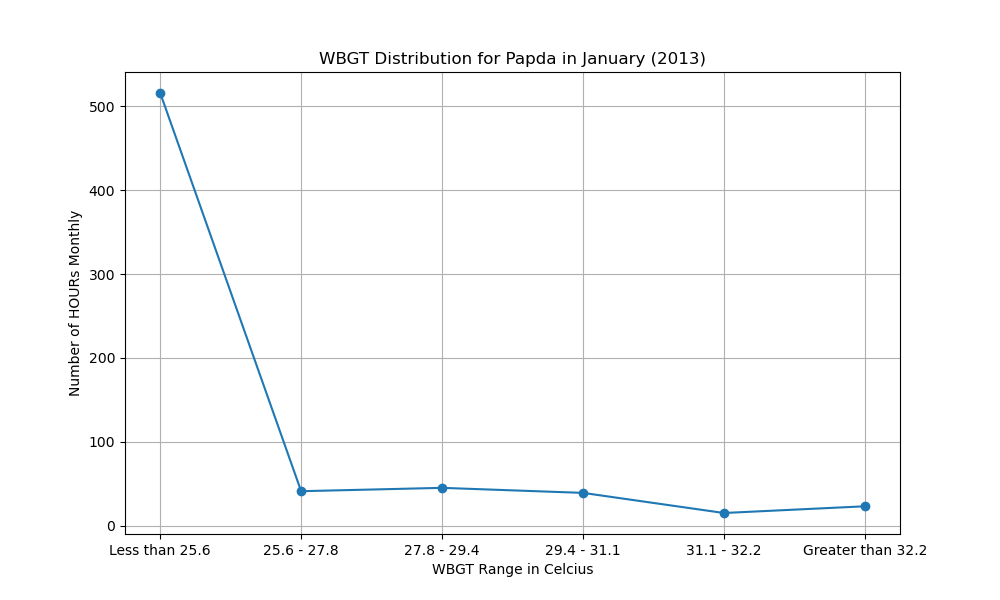 WBGT Distribution for Papda in January (2013)
Number of HOURs Monthly
500
400
300
200
100
0
Less than 25.6 25.6 - 27.8 27.8 - 29.4 29.4 - 31.1 31.1 - 32.2 Greater than 32.2
WBGT Range in Celcius